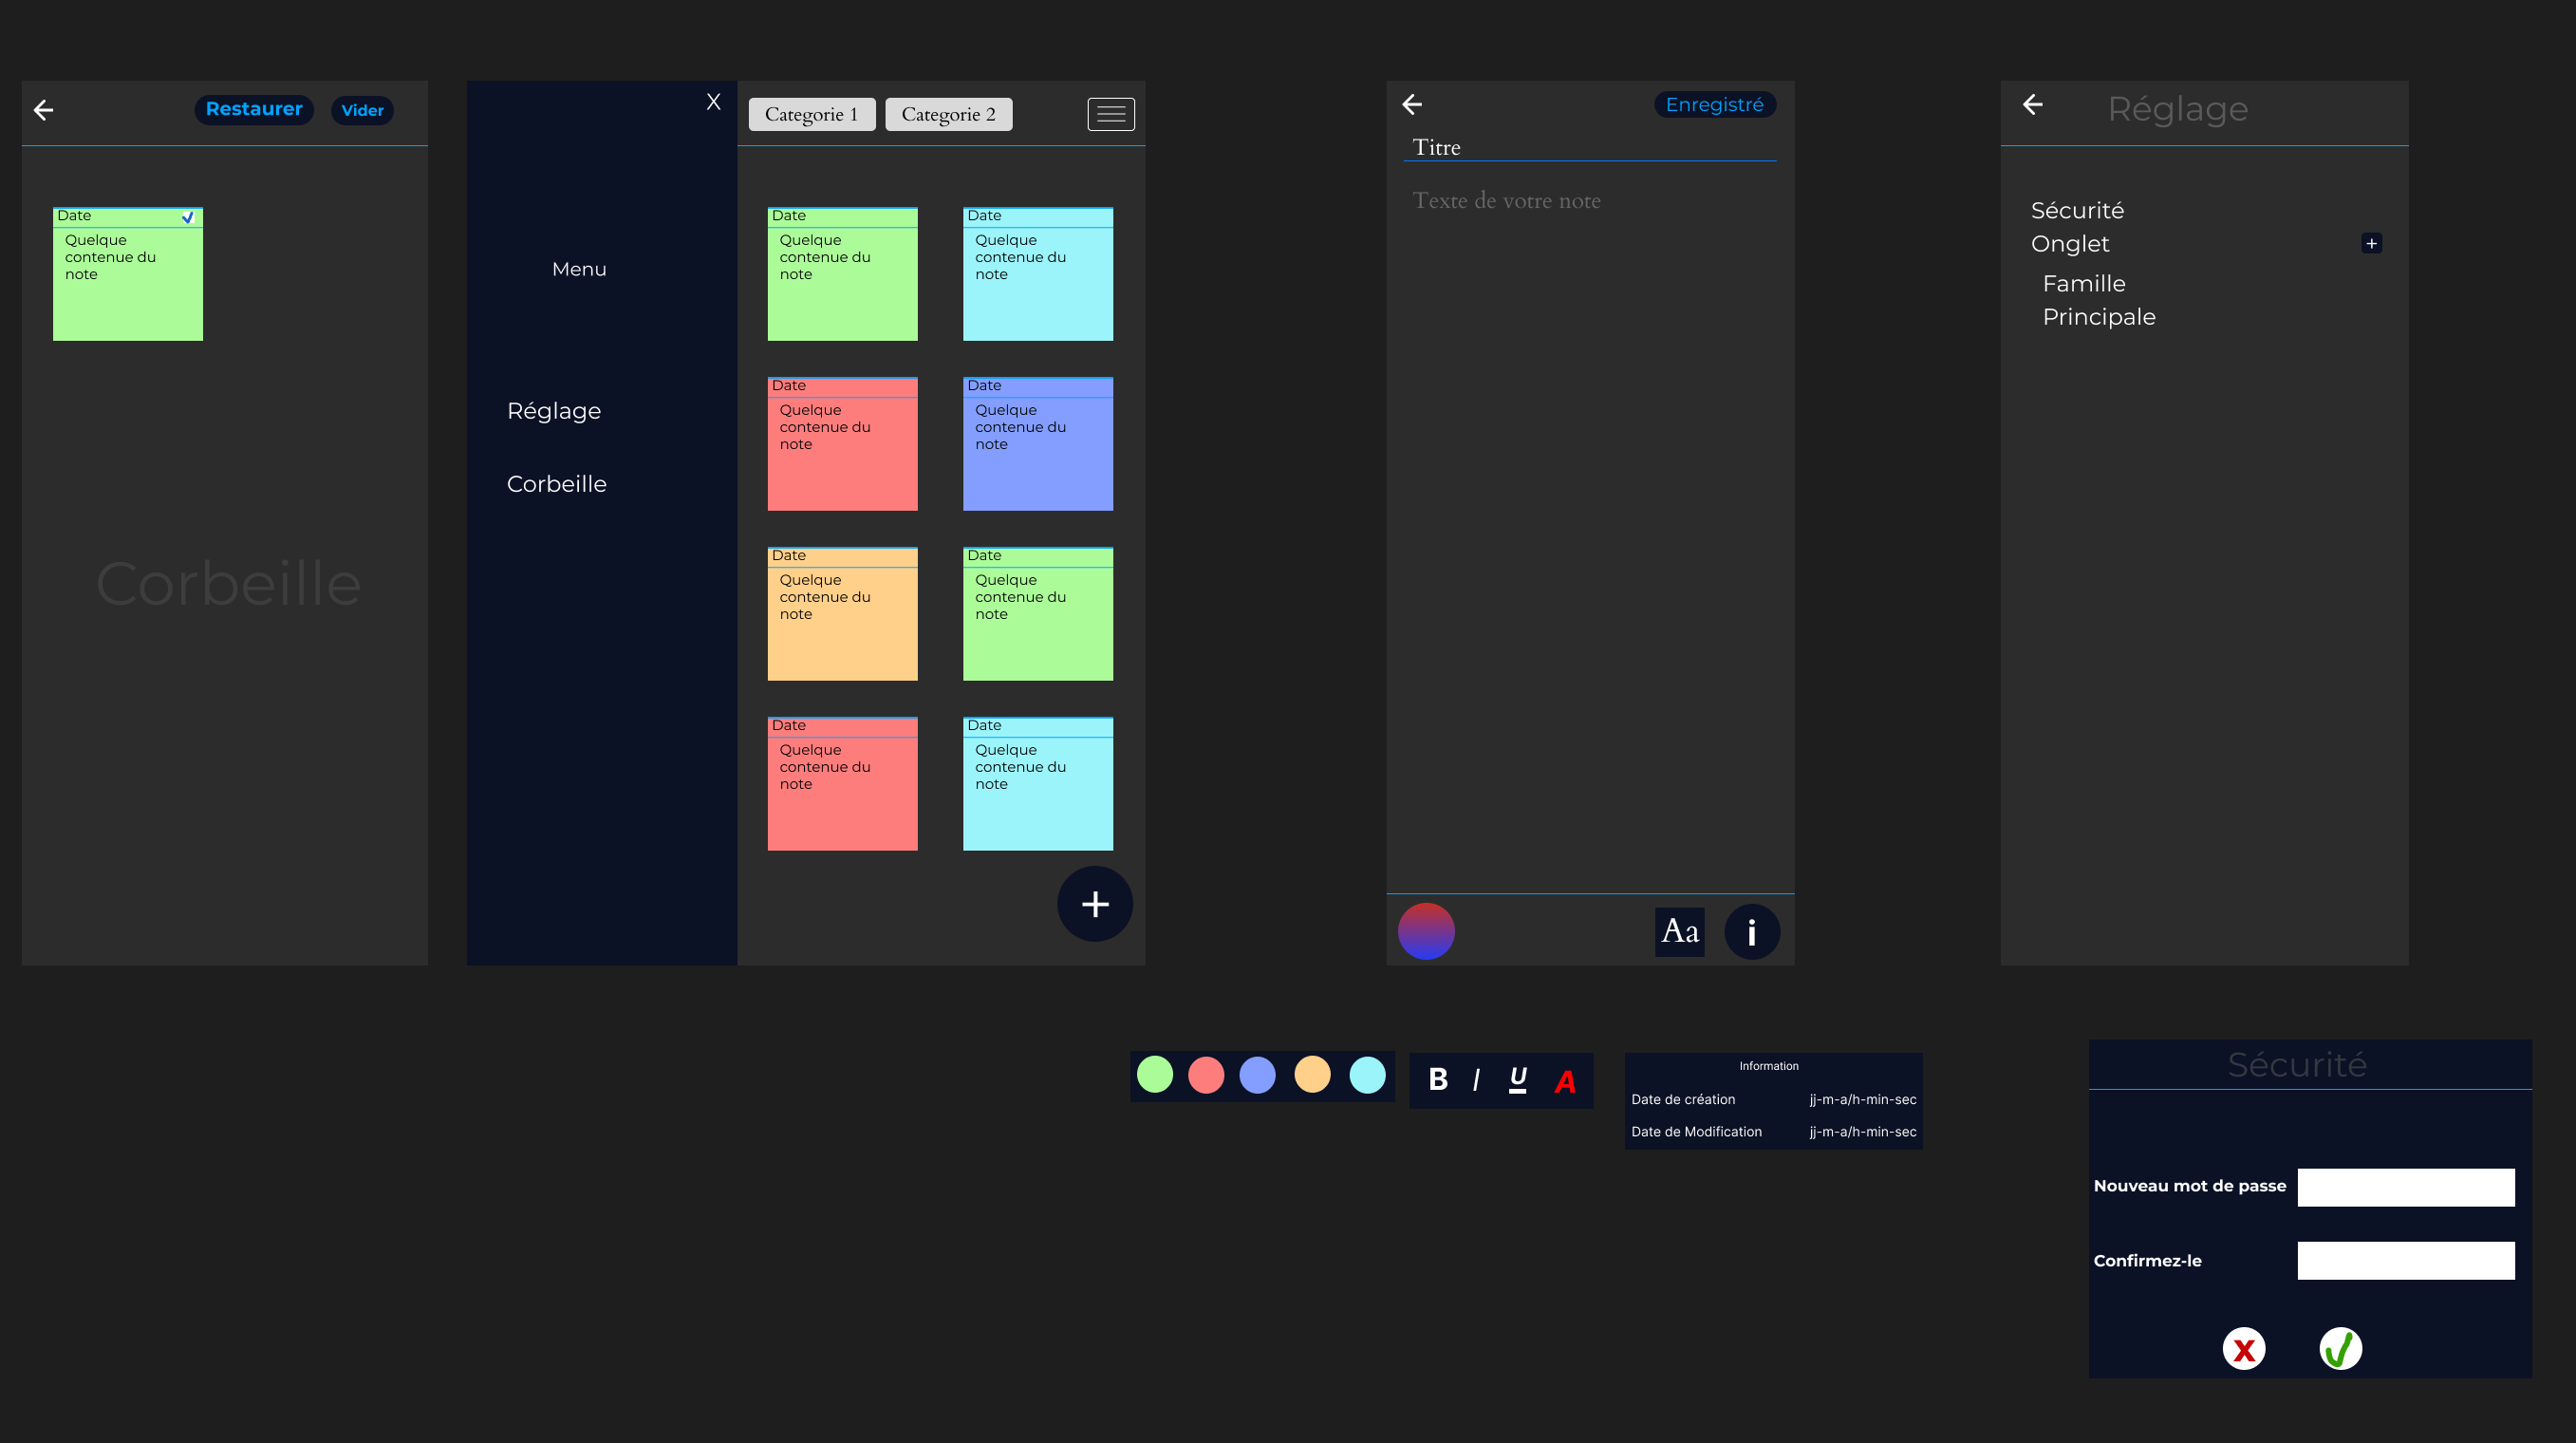 Restaurer
Vider
Date
Quelque
contenue du
note
Corbeille
X
Menu
Réglage
Corbeille
Categorie 1
Categorie 2
Date
Quelque
contenue du
note
Date
Quelque
contenue du
note
Date
Quelque
contenue du
note
Date
Quelque
contenue du
note
Date
Quelque
contenue du
note
Date
Quelque
contenue du
note
Date
Quelque
contenue du
note
Date
Quelque
contenue du
note
+
Enregistré
Titre
Texte de votre note
Aa
i
Réglage
Sécurité
Onglet +
Famille
Principale
B I U A
Information
Date de création jj-m-a/h-min-sec
Date de Modification jj-m-a/h-min-sec
Sécurité
Nouveau mot de passe
Confirmez-le
X